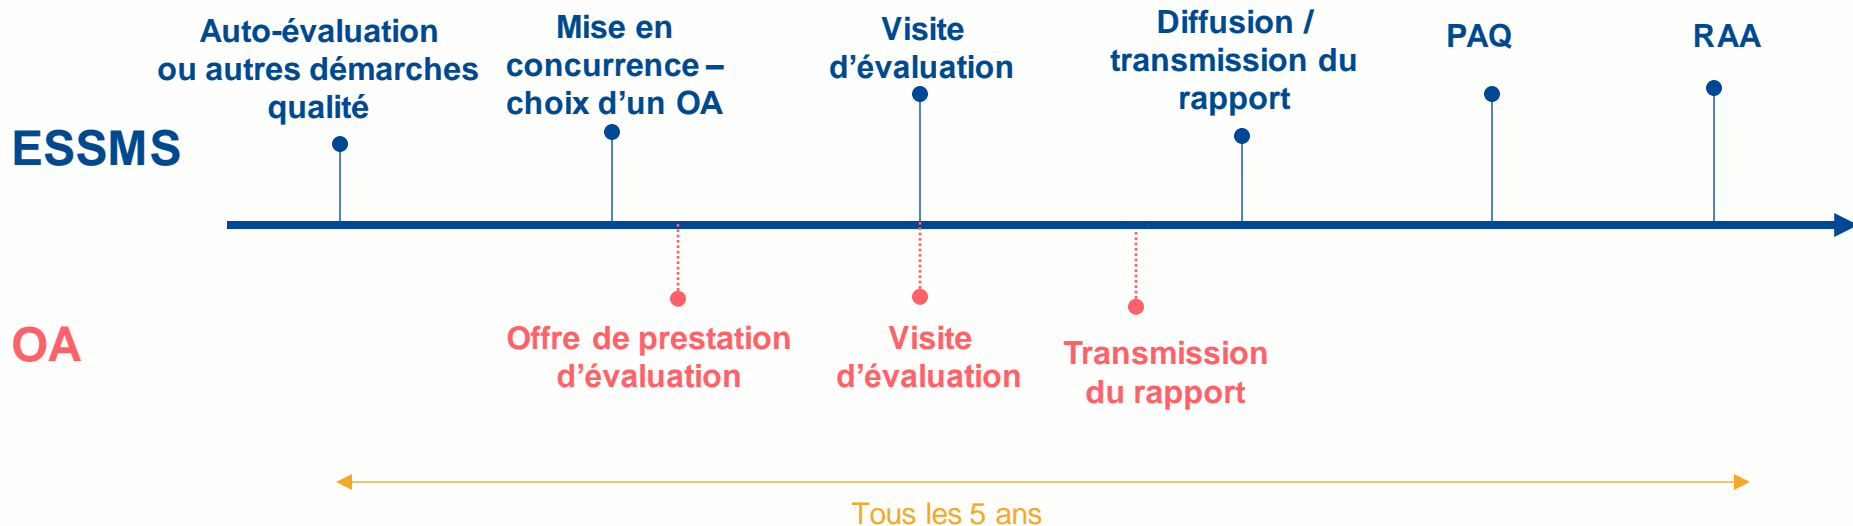 Auto-évaluation
ou autres démarches
qualité
Mise en
concurrence –
choix d’un OA
Visite
d’évaluation
Diffusion /
transmission du
rapport
PAQ
RAA
ESSMS
OA
Offre de prestation
d’évaluation
Visite
d’évaluation
Transmission
du rapport
Tous les 5 ans